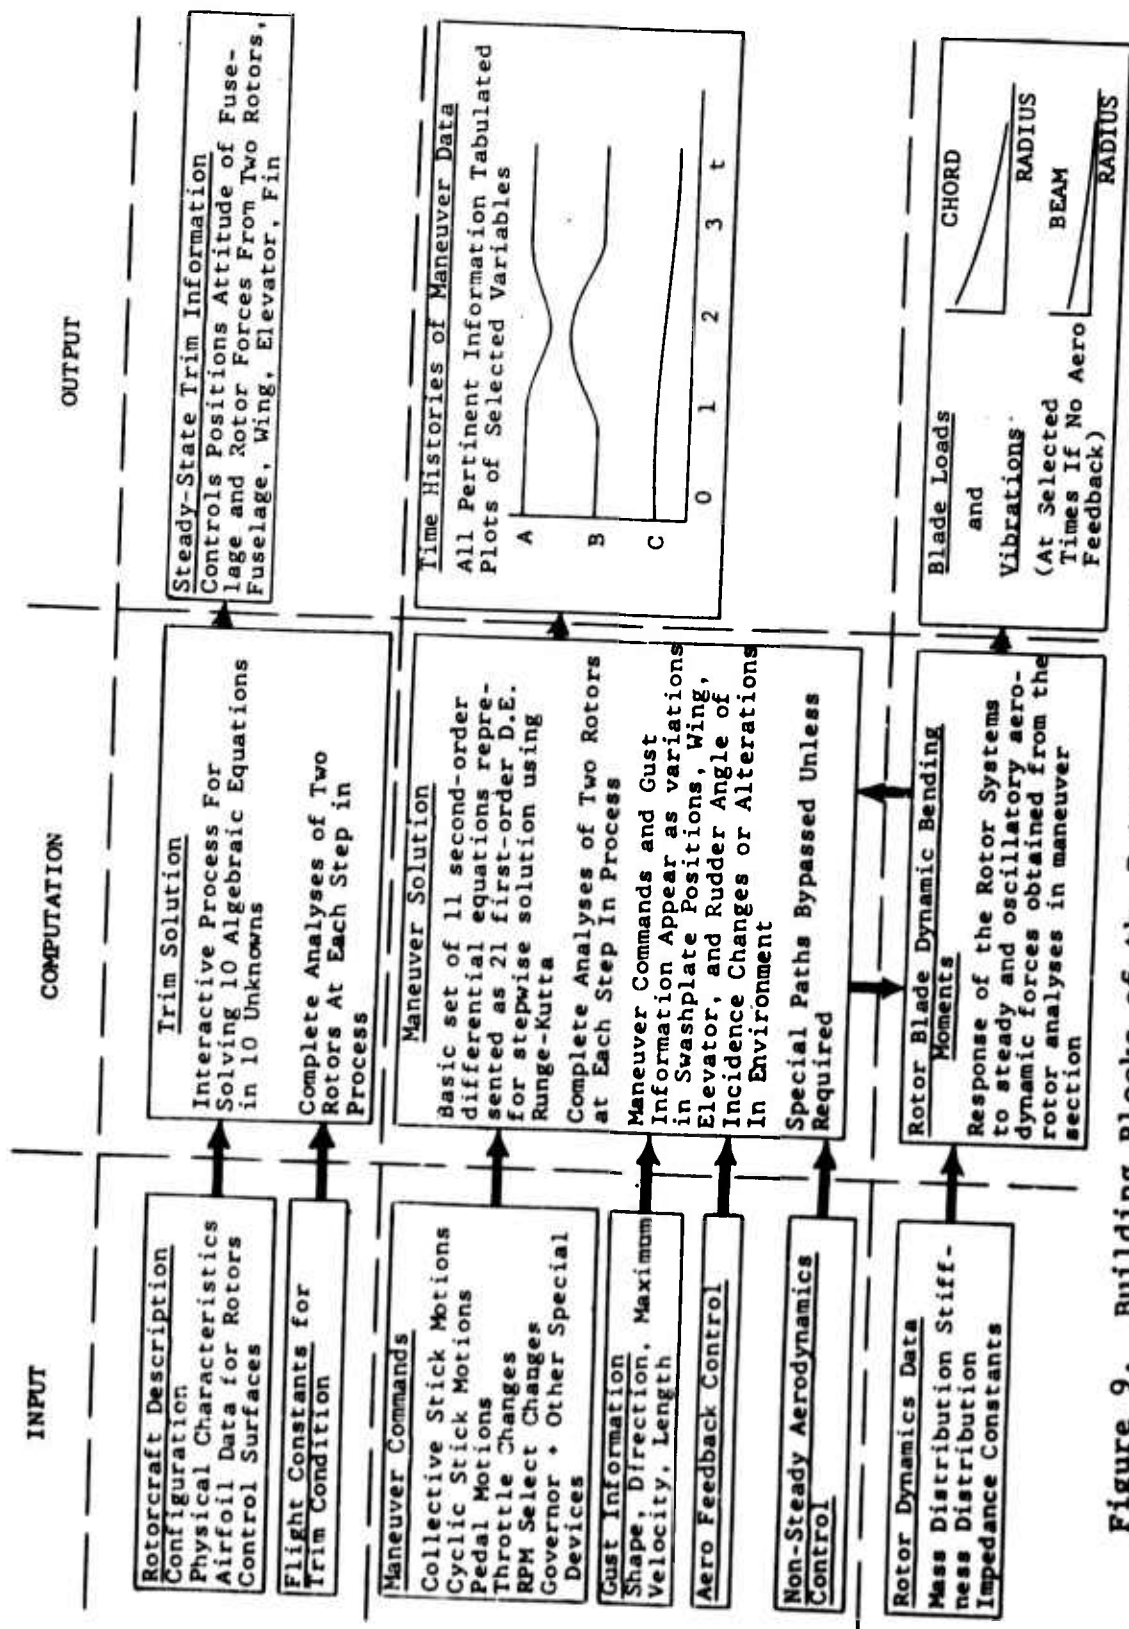 INPUT
COMPUTATION
OUTPUT
Rotorcraft Description
Configuration
Physical Characteristics
Airfoil Data for Rotors
Control Surfaces
Flight Constants for
Trim Condition
Trim Solution
Interactive Process For
Solving 10 Algebraic Equations
in 10 Unknowns
Complete Analyses of Two
Rotors At Each Step in
Process
Steady-State Trim Information
Controls Positions Attitude of Fuse-
lage and Rotor Forces From Two Rotors,
Fuselage, Wing, Elevator, Fin
Maneuver Commands
Collective Stick Motions
Cyclic Stick Motions
Pedal Motions
Throttle Changes
RPM Select Changes
Governor + Other Special
Devices
Gust Information
Shape, Direction, Maximum
Velocity, Length
Aero Feedback Control
Non-Steady Aerodynamics
Control
Maneuver Solution
Basic set of 11 second-order
differential equations repre-
sented as 21 first-order D.E.
for stepwise solution using
Runge-Kutta
Complete Analyses of Two Rotors
at Each Step In Process
Maneuver Commands and Gust
Information Appear as variations
in Swashplate Positions, Wing,
Elevator, and Rudder Angle of
Incidence Changes or Alterations
In Environment
Special Paths Bypassed Unless
Required
Time Histories of Maneuver Data
All Pertinent Information Tabulated
Plots of Selected Variables
A
B
C
0 1 2 3 t
Rotor Dynamics Data
Mass Distribution Stiff-
ness Distribution
Impedance Constants
Rotor Blade Dynamic Bending
Moments
Response of the Rotor Systems
to steady and oscillatory aero-
dynamic forces obtained from the
rotor analyses in maneuver
section
Blade Loads
and
Vibrations
(At Selected
Times If No Aero
Feedback)
CHORD
RADIUS
BEAM
RADIUS
Figure 9. Building Blocks of the